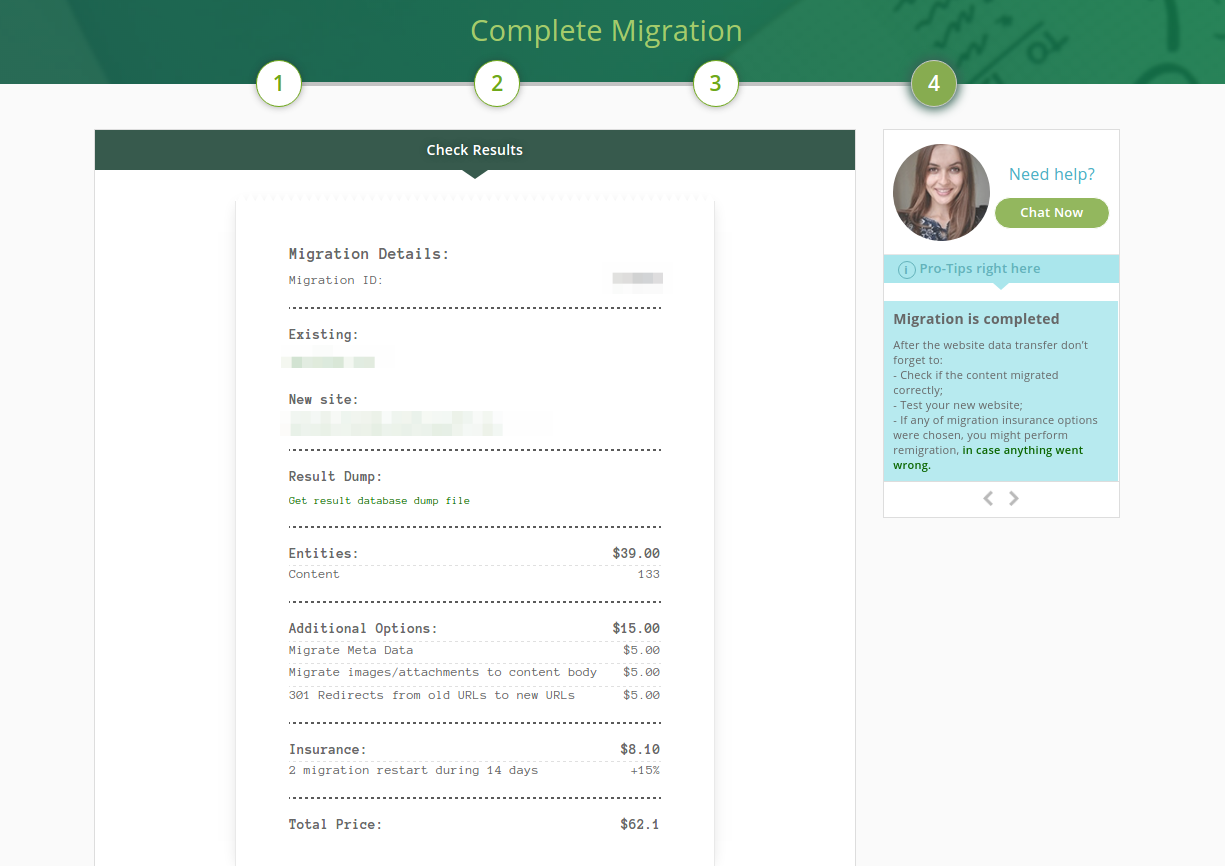 Complete Migration
1 2 3 4
Check Results
Migration Details:
Migration ID:
Existing:
New site:
Result Dump:
Get result database dump file
Entities: $39.00
Content 133
Additional Options: $15.00
Migrate Meta Data $5.00
Migrate images/attachments to content body $5.00
301 Redirects from old URLs to new URLs $5.00
Insurance: $8.10
2 migration restart during 14 days +15%
Total Price: $62.1
Need help?
Chat Now
i Pro-Tips right here
Migration is completed
After the website data transfer don't
forget to:
- Check if the content migrated
correctly;
- Test your new website;
- If any of migration insurance options
were chosen, you might perform
remigration, in case anything went
wrong.